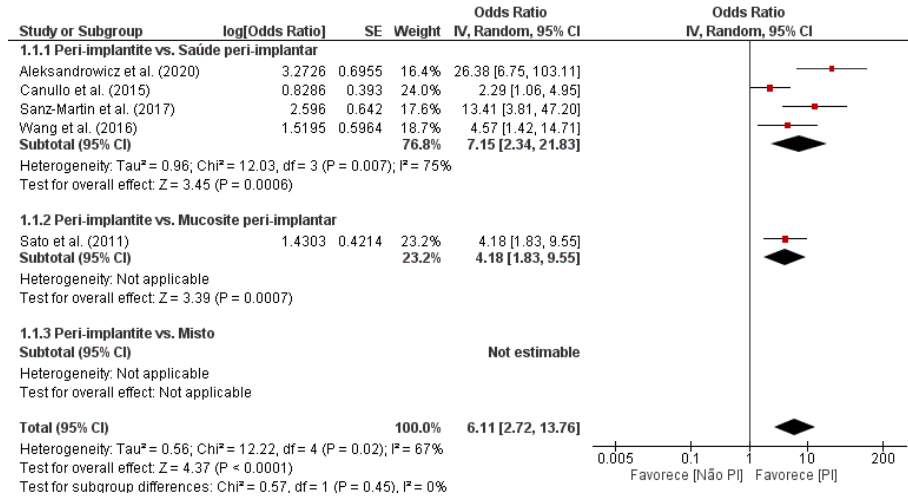 Odds Ratio Odds Ratio
Study or Subgroup log[Odds Ratio] SE Weight IV, Random, 95% CI IV, Random, 95% CI
1.1.1 Peri-implantite vs. Saúde peri-implantar
Aleksandrowicz et al. (2020) 3.2726 0.6955 16.4% 26.38 [6.75, 103.11]
Canullo et al. (2015) 0.8286 0.393 24.0% 2.29 [1.06, 4.95]
Sanz-Martin et al. (2017) 2.596 0.642 17.6% 13.41 [3.81, 47.20]
Wang et al. (2016) 1.5195 0.5964 18.7% 4.57 [1.42, 14.71]
Subtotal (95% CI) 76.8% 7.15 [2.34, 21.83]
Heterogeneity: Tau² = 0.96; Chi² = 12.03, df = 3 (P = 0.007); I² = 75%
Test for overall effect: Z = 3.45 (P = 0.0006)
1.1.2 Peri-implantite vs. Mucosite peri-implantar
Sato et al. (2011) 1.4303 0.4214 23.2% 4.18 [1.83, 9.55]
Subtotal (95% CI) 23.2% 4.18 [1.83, 9.55]
Heterogeneity: Not applicable
Test for overall effect: Z = 3.39 (P = 0.0007)
1.1.3 Peri-implantite vs. Misto
Subtotal (95% CI) Not estimable
Heterogeneity: Not applicable
Test for overall effect: Not applicable
Total (95% CI) 100.0% 6.11 [2.72, 13.76]
Heterogeneity: Tau² = 0.56; Chi² = 12.22, df = 4 (P = 0.02); I² = 67%
Test for overall effect: Z = 4.37 (P < 0.0001)
Test for subgroup differences: Chi² = 0.57, df = 1 (P = 0.45), I² = 0%
0.005 0.1 1 10 200
Favorece [Não PI] Favorece [PI]